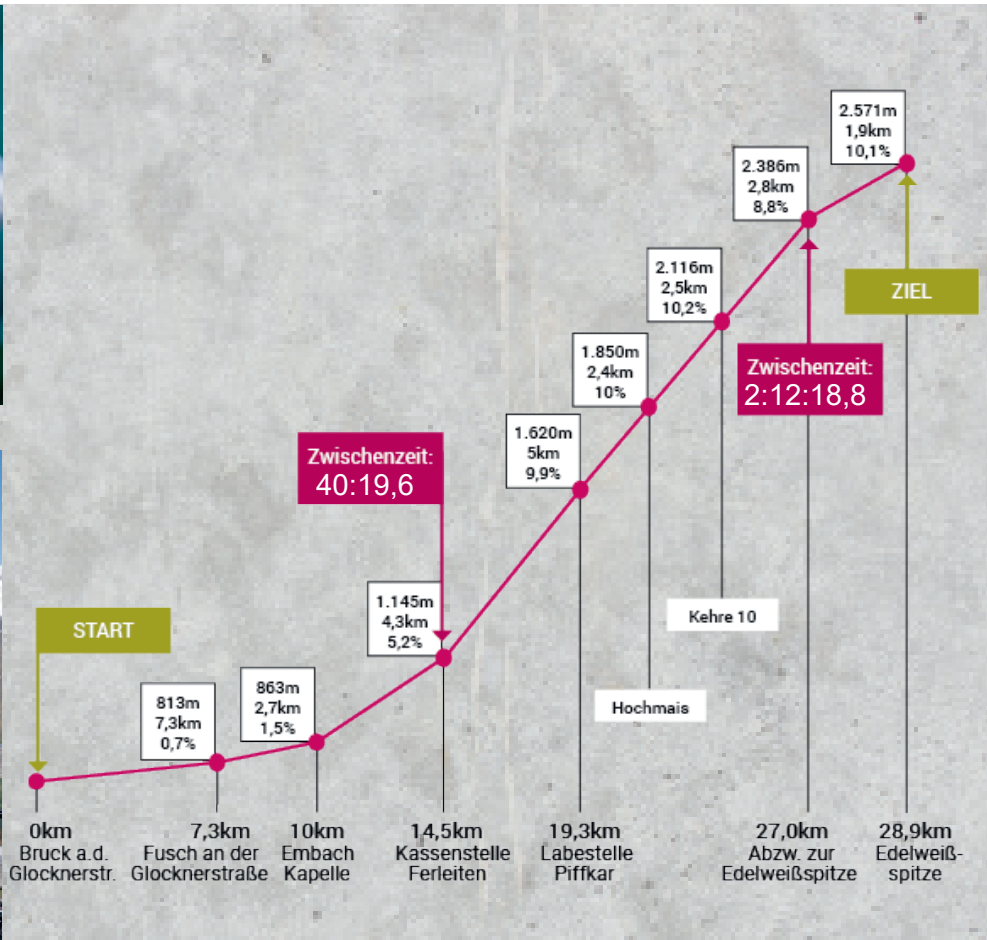 2.571m
1,9km
10,1%
2.386m
2,8km
8,8%
2.116m
2,5km
10,2%
ZIEL
1.850m
2,4km
10%
Zwischenzeit:
2:12:18,8
1.620m
5km
9,9%
Zwischenzeit:
40:19,6
1.145m
4,3km
5,2%
START
Kehre 10
813m
7,3km
0,7%
863m
2,7km
1,5%
Hochmais
0km
Bruck a.d.
Glocknerstr.
7,3km
Fusch an der
Glocknerstraße
10km
Embach
Kapelle
14,5km
Kassenstelle
Ferleiten
19,3km
Labestelle
Piffkar
27,0km
Abzw. zur
Edelweißspitze
28,9km
Edelweiß-
spitze